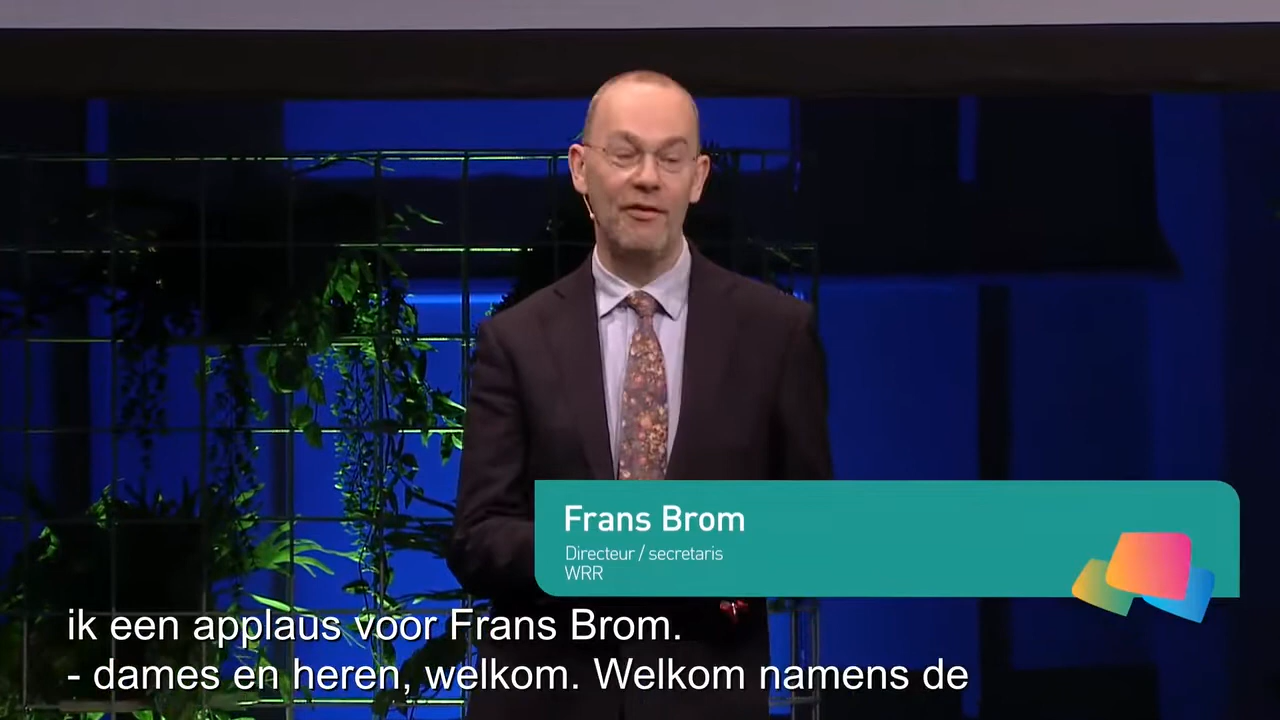 Frans Brom
Directeur / secretaris
WRR
ik een applaus voor Frans Brom.
- dames en heren, welkom. Welkom namens de